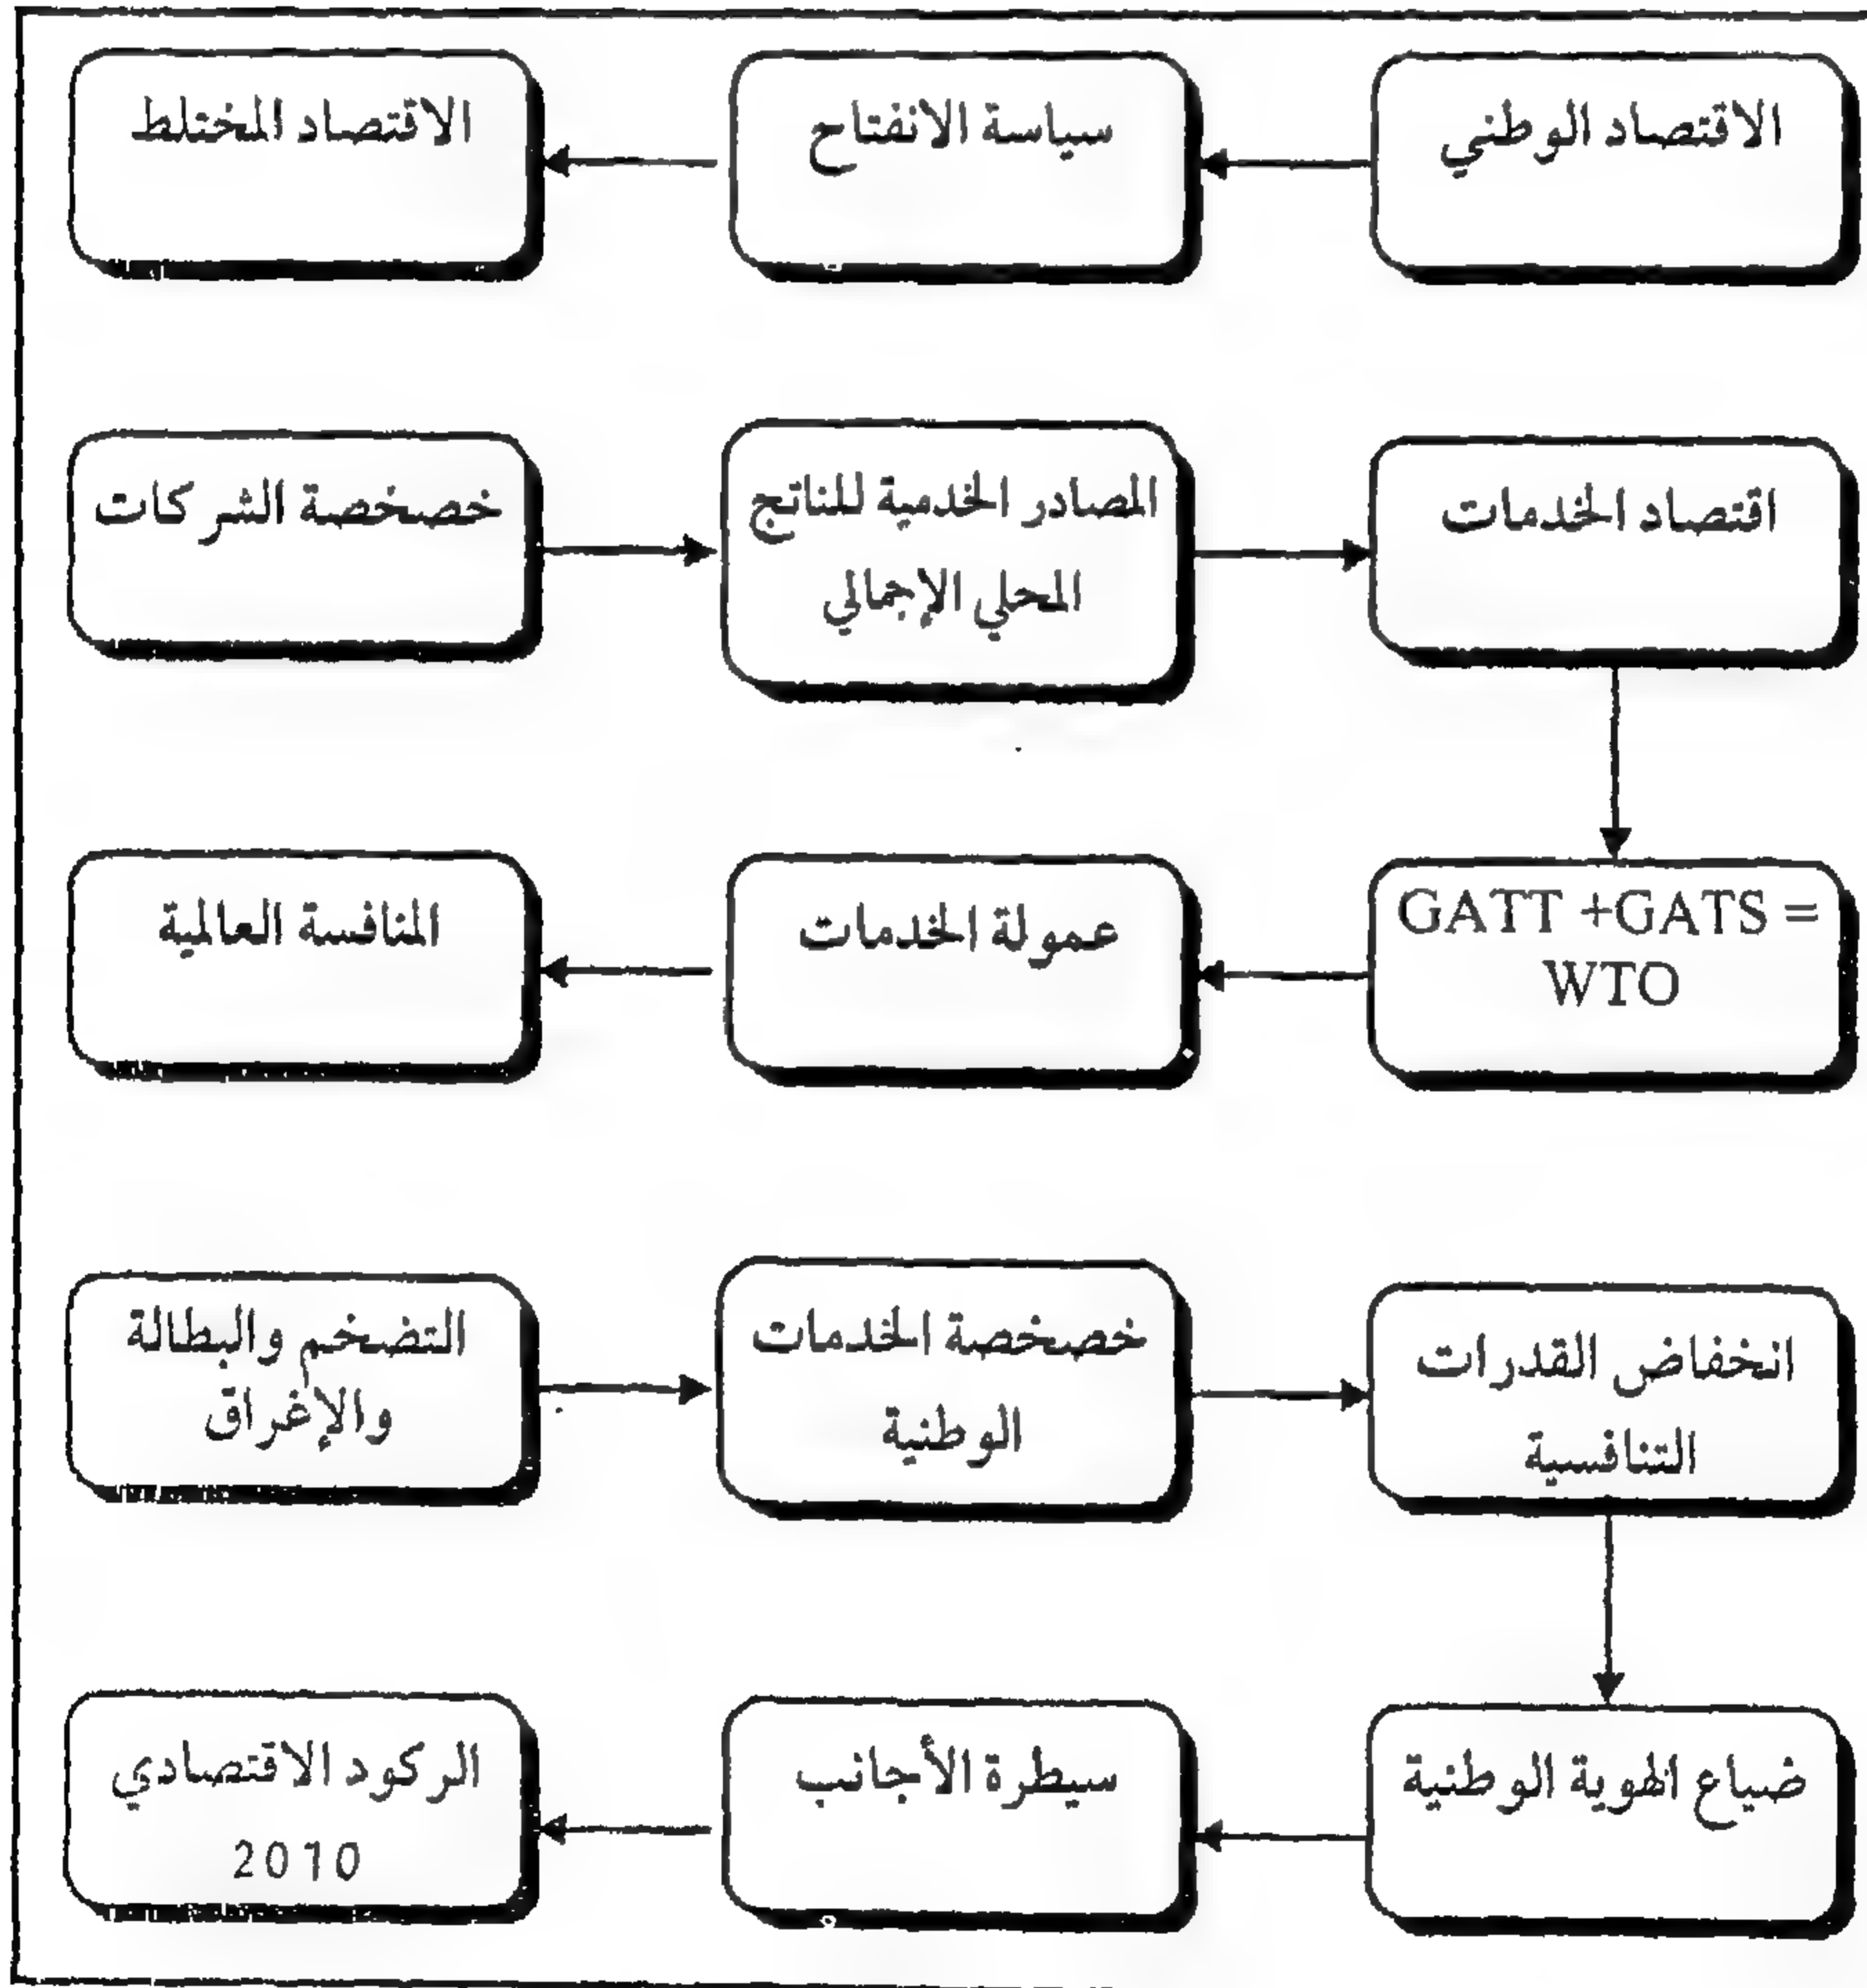 الاقتصاد الوطني
سياسة الانفتاح
الاقتصاد المختلط
اقتصاد الخدمات
المصادر الخدمية للناتج
المحلي الإجمالي
خصخصة الشركات
GATT +GATS =
WTO
عمولة الخدمات
المنافسة العالمية
انخفاض القدرات
التنافسية
خصخصة الخدمات
الوطنية
التضخم والبطالة
والإغراق
ضياع الهوية الوطنية
سيطرة الأجانب
الركود الاقتصادي
2010